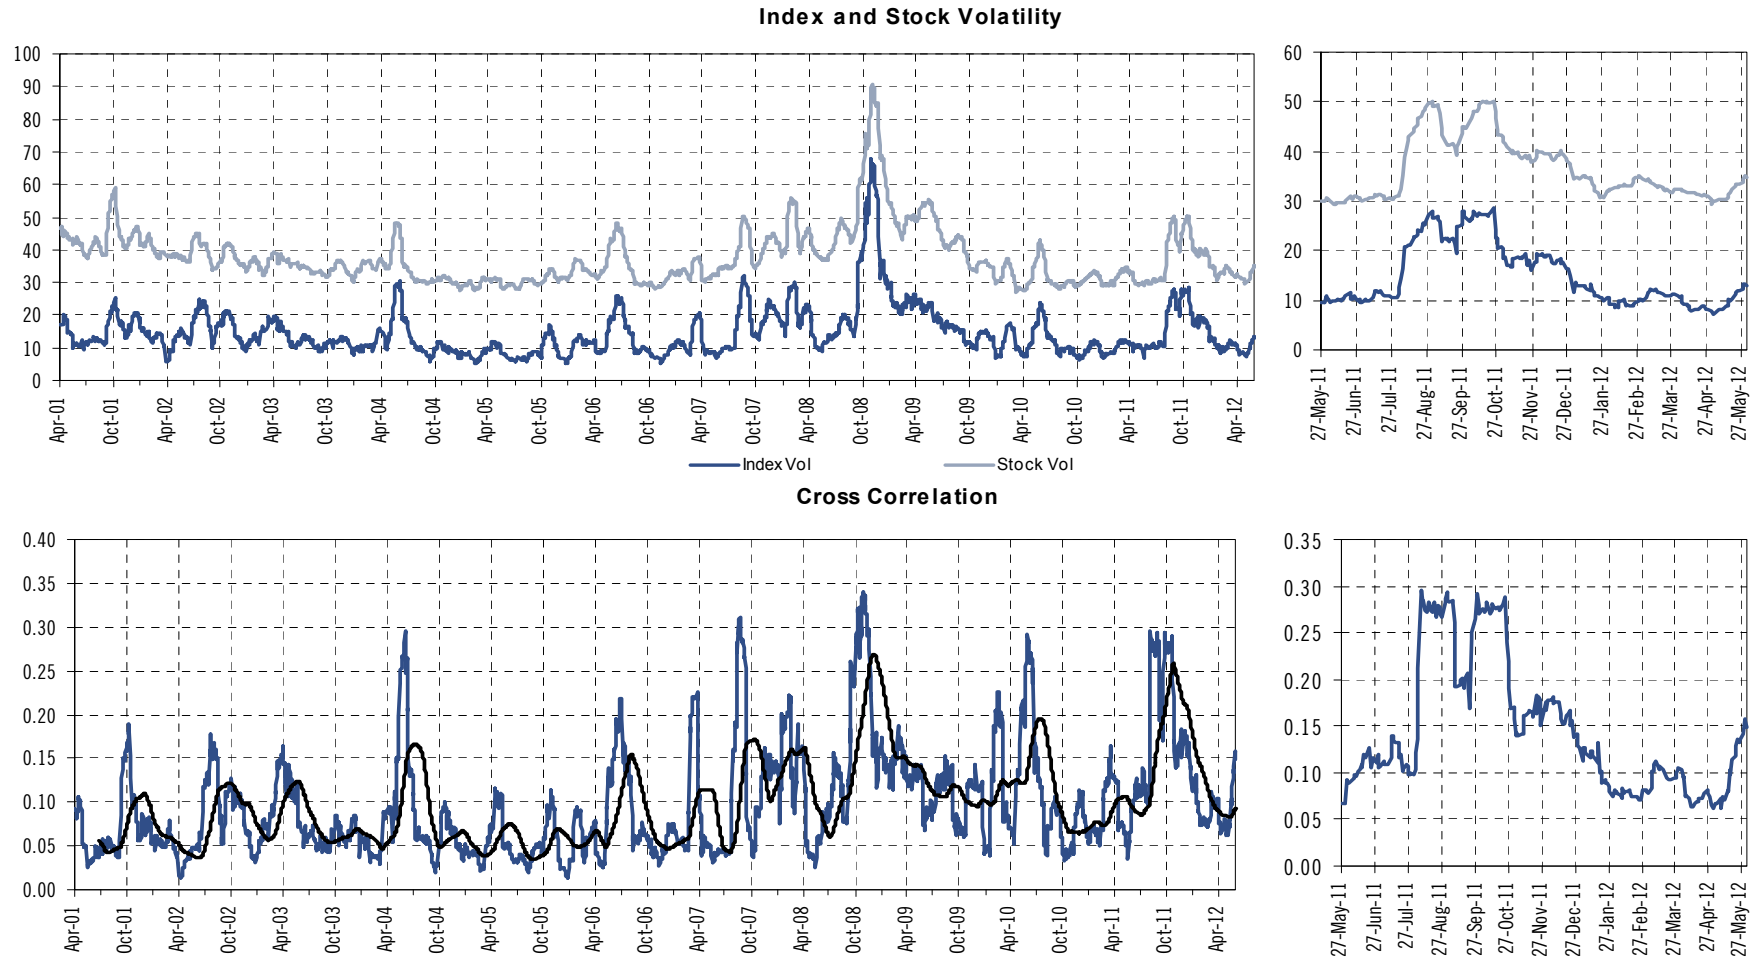 Index and Stock Volatility
100
90
80
70
60
50
40
30
20
10
0
Apr-01
Oct-01
Apr-02
Oct-02
Apr-03
Oct-03
Apr-04
Oct-04
Apr-05
Oct-05
Apr-06
Oct-06
Apr-07
Oct-07
Apr-08
Oct-08
Apr-09
Oct-09
Apr-10
Oct-10
Apr-11
Oct-11
Apr-12
60
50
40
30
20
10
0
27-May-11
27-Jun-11
27-Jul-11
27-Aug-11
27-Sep-11
27-Oct-11
27-Nov-11
27-Dec-11
27-Jan-12
27-Feb-12
27-Mar-12
27-Apr-12
27-May-12
Index Vol
Stock Vol
Cross Correlation
0.40
0.35
0.30
0.25
0.20
0.15
0.10
0.05
0.00
Apr-01
Oct-01
Apr-02
Oct-02
Apr-03
Oct-03
Apr-04
Oct-04
Apr-05
Oct-05
Apr-06
Oct-06
Apr-07
Oct-07
Apr-08
Oct-08
Apr-09
Oct-09
Apr-10
Oct-10
Apr-11
Oct-11
Apr-12
0.35
0.30
0.25
0.20
0.15
0.10
0.05
0.00
27-May-11
27-Jun-11
27-Jul-11
27-Aug-11
27-Sep-11
27-Oct-11
27-Nov-11
27-Dec-11
27-Jan-12
27-Feb-12
27-Mar-12
27-Apr-12
27-May-12